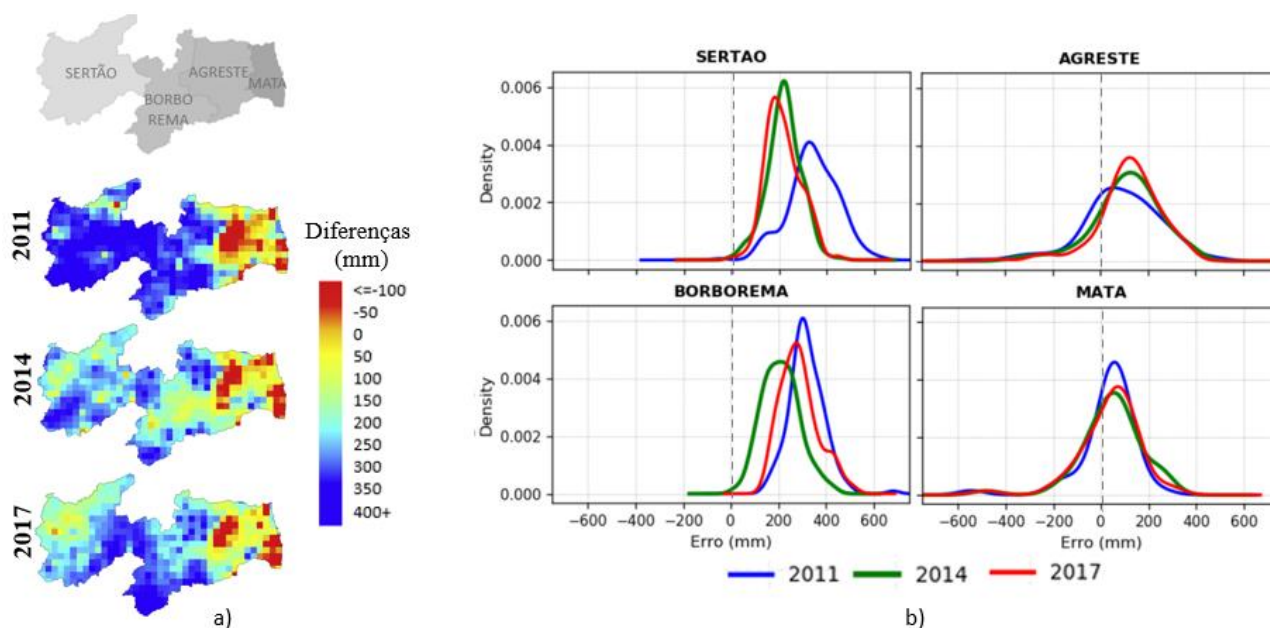 SERTÃO
AGRESTE
MATA
BORBO
REMA
2011
2014
2017
Diferenças
(mm)
<=-100
-50
0
50
100
150
200
300
350
400+
a)
SERTAO
AGRESTE
0.006
0.004
0.002
0.000
Density
BORBOREMA
MATA
0.006
0.004
0.002
0.000
Density
−600 −400 −200 0 200 400 600
−600 −400 −200 0 200 400 600
Erro (mm)
Erro (mm)
2011 2014 2017
b)